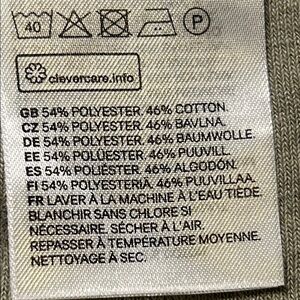 40 P
clevercare.info
GB 54% POLYESTER. 46% COTTON.
CZ 54% POLYESTER. 46% BAVLNA.
DE 54% POLYESTER. 46% BAUMWOLLE.
EE 54% POLÜESTER. 46% PUUVILL.
ES 54% POLIÉSTER. 46% ALGODÓN.
FI 54% POLYESTERIÄ. 46% PUUVILLAA.
FR LAVER À LA MACHINE À L'EAU TIÈDE.
BLANCHIR SANS CHLORE SI
NÉCESSAIRE. SÉCHER À L'AIR.
REPASSER À TEMPÉRATURE MOYENNE.
NETTOYAGE À SEC.